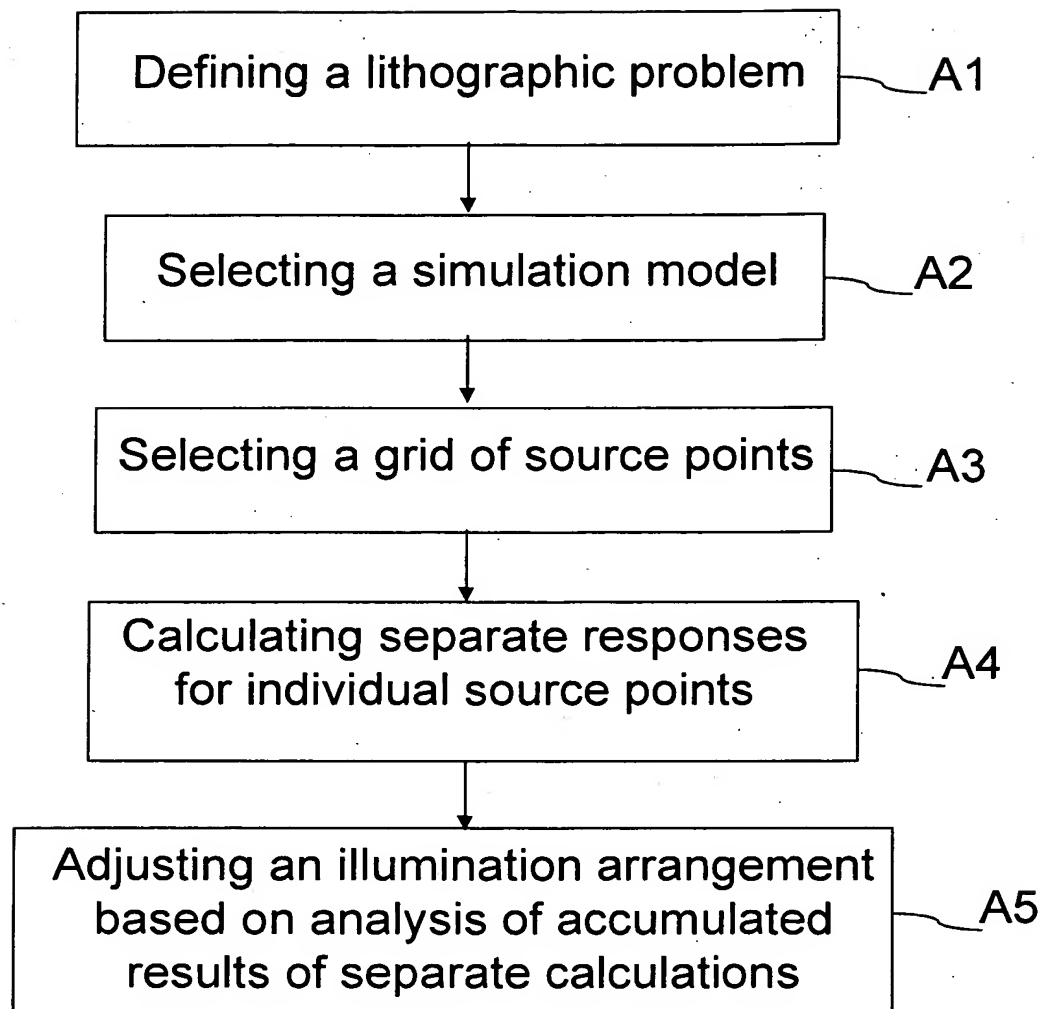 Defining a lithographic problem
A1
Selecting a simulation model
A2
Selecting a grid of source points
A3
Calculating separate responses
for individual source points
A4
Adjusting an illumination arrangement
based on analysis of accumulated
results of separate calculations
A5